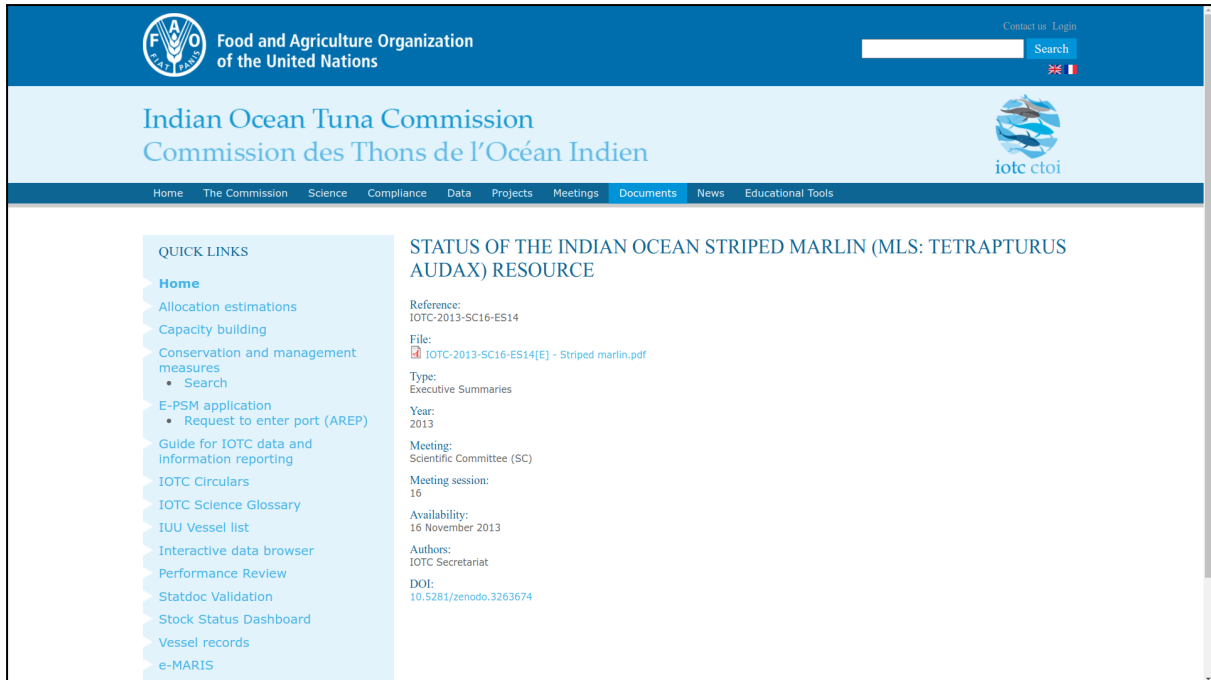 FAO
FIAT PANIS
Food and Agriculture Organization
of the United Nations
Contact us Login
Search
Indian Ocean Tuna Commission
Commission des Thons de l’Océan Indien
iotc ctoi
Home The Commission Science Compliance Data Projects Meetings Documents News Educational Tools
QUICK LINKS
Home
Allocation estimations
Capacity building
Conservation and management
measures
• Search
E-PSM application
• Request to enter port (AREP)
Guide for IOTC data and
information reporting
IOTC Circulars
IOTC Science Glossary
IUU Vessel list
Interactive data browser
Performance Review
Statdoc Validation
Stock Status Dashboard
Vessel records
e-MARIS
STATUS OF THE INDIAN OCEAN STRIPED MARLIN (MLS: TETRAPTURUS
AUDAX) RESOURCE
Reference:
IOTC-2013-SC16-ES14
File:
IOTC-2013-SC16-ES14[E] - Striped marlin.pdf
Type:
Executive Summaries
Year:
2013
Meeting:
Scientific Committee (SC)
Meeting session:
16
Availability:
16 November 2013
Authors:
IOTC Secretariat
DOI:
10.5281/zenodo.3263674